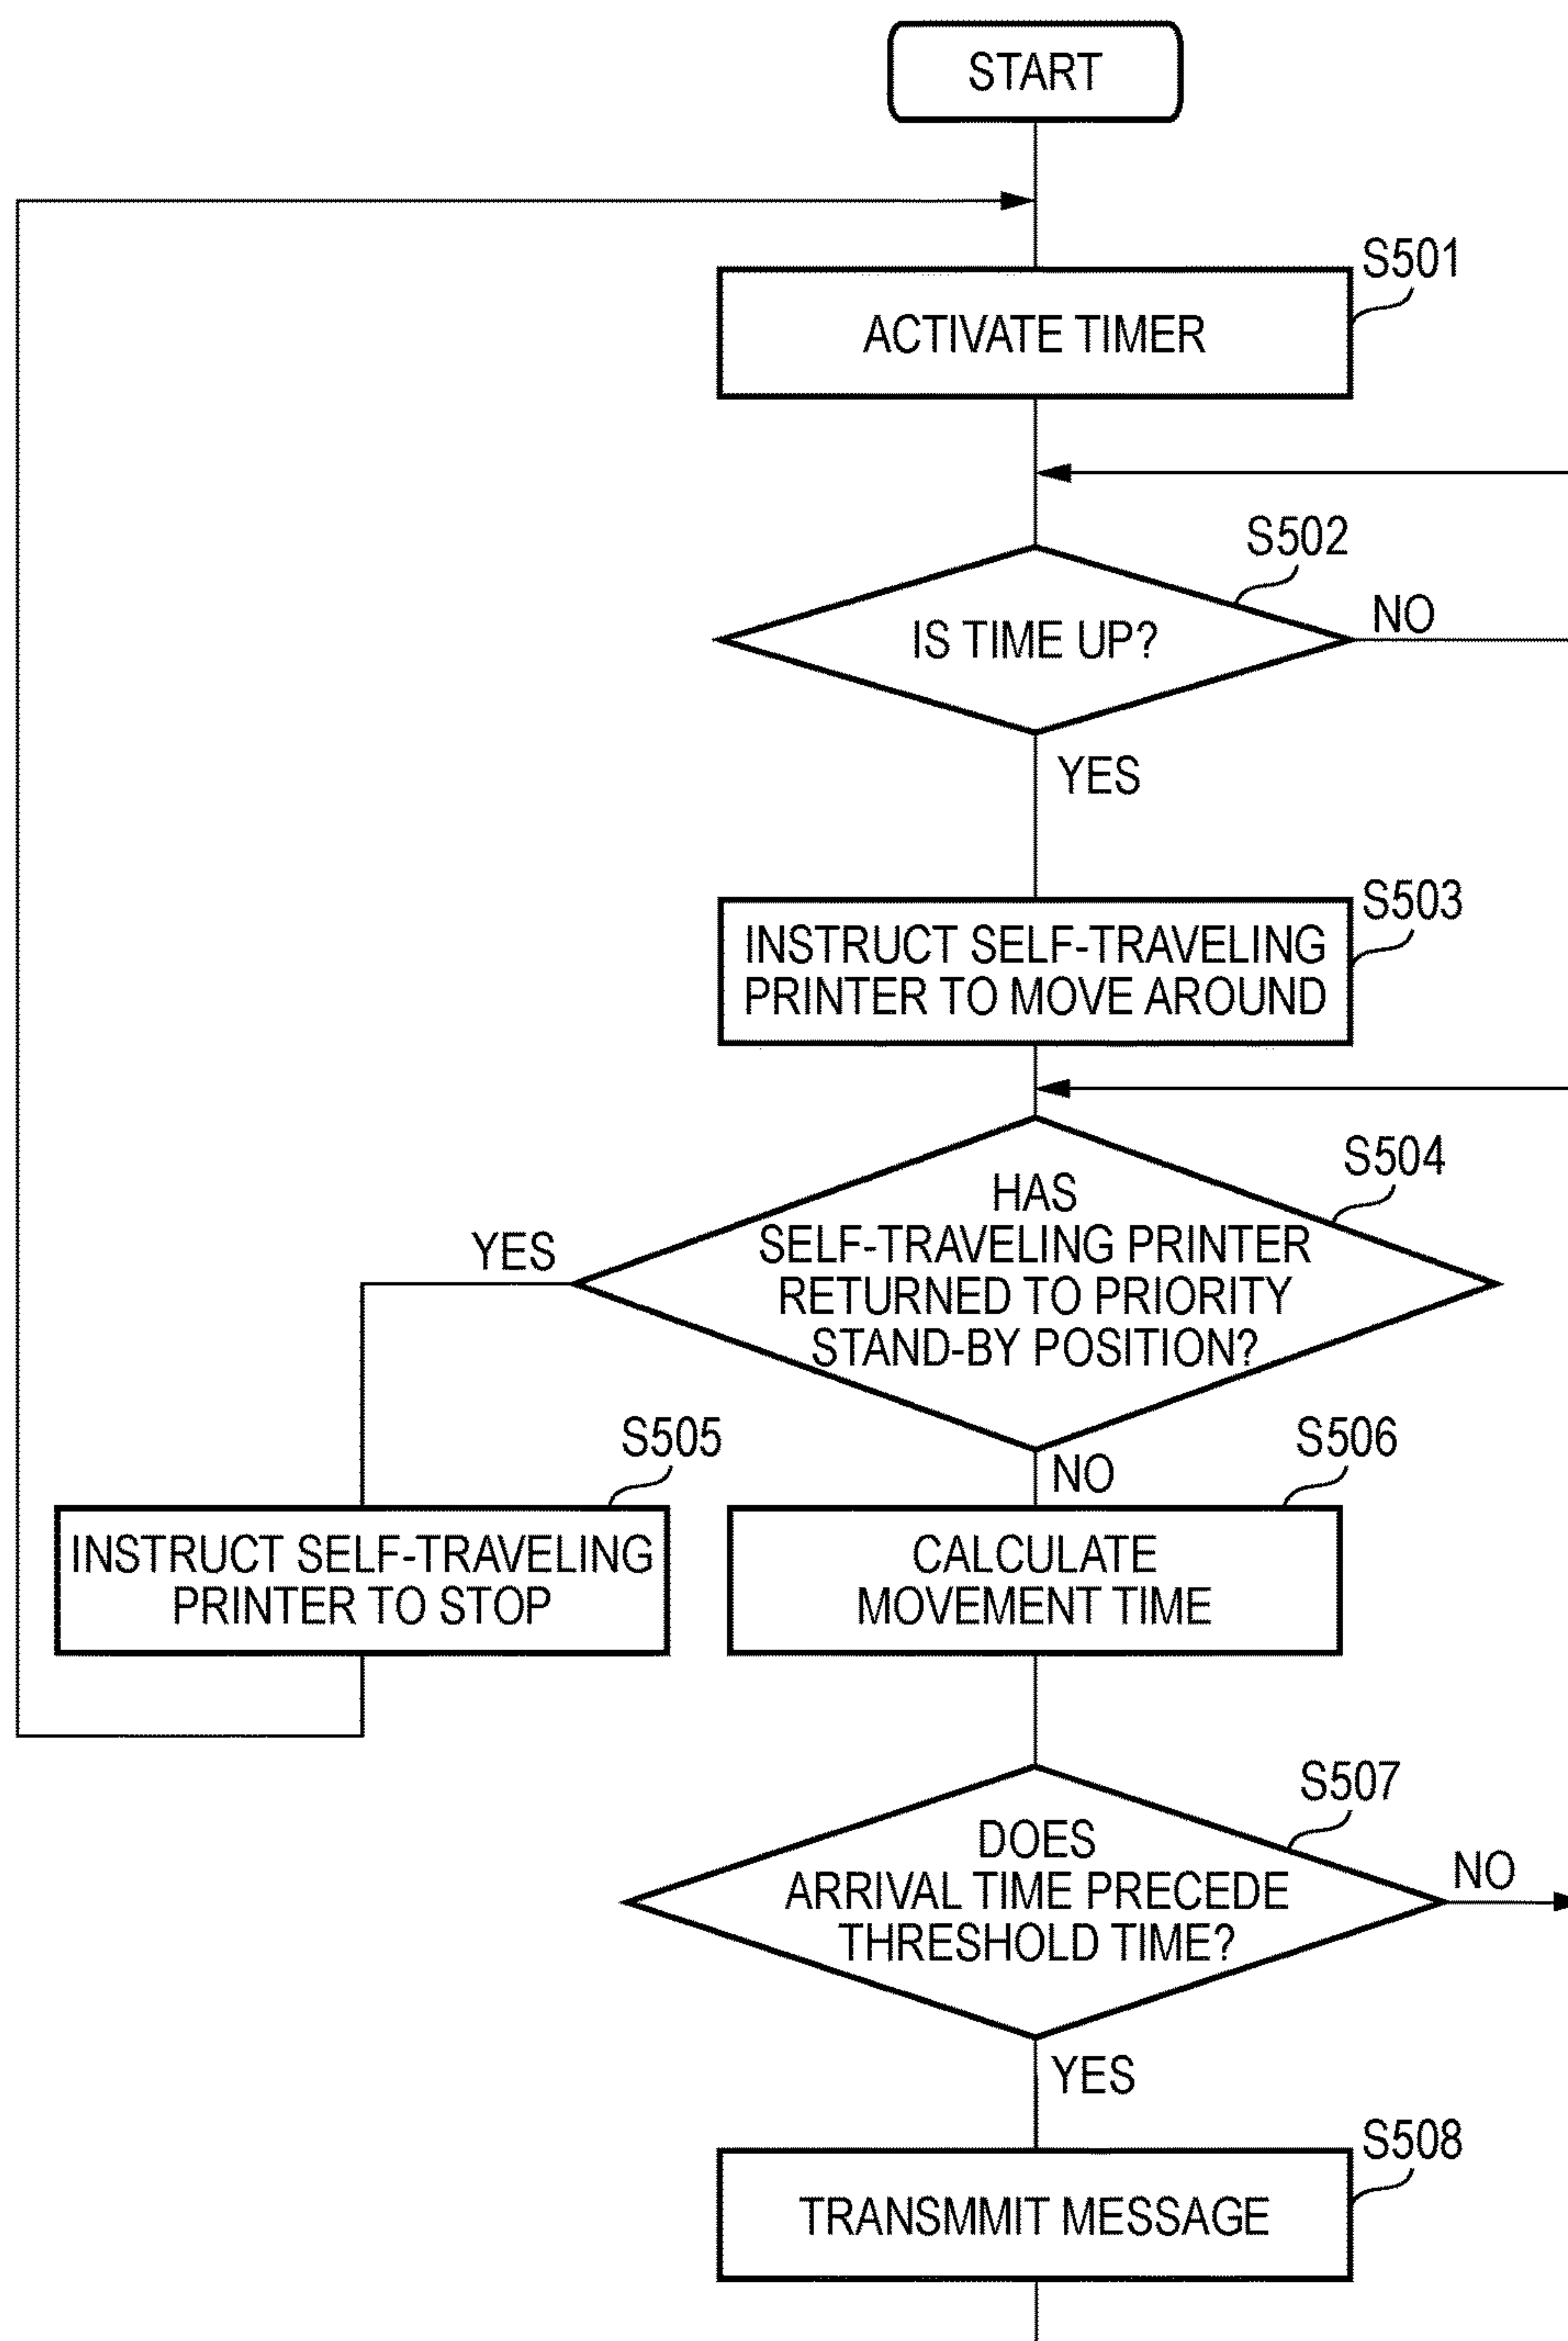 START
S501
ACTIVATE TIMER
S502
IS TIME UP?
NO
YES
S503
INSTRUCT SELF-TRAVELING
PRINTER TO MOVE AROUND
S504
HAS
SELF-TRAVELING PRINTER
RETURNED TO PRIORITY
STAND-BY POSITION?
YES
NO
S505
INSTRUCT SELF-TRAVELING
PRINTER TO STOP
S506
CALCULATE
MOVEMENT TIME
S507
DOES
ARRIVAL TIME PRECEDE
THRESHOLD TIME?
NO
YES
S508
TRANSMMIT MESSAGE